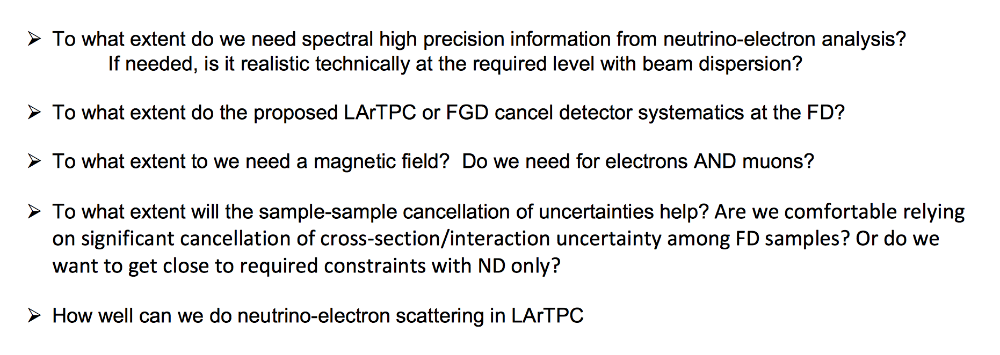 ➢ To what extent do we need spectral high precision information from neutrino-electron analysis?
If needed, is it realistic technically at the required level with beam dispersion?
➢ To what extent do the proposed LArTPC or FGD cancel detector systematics at the FD?
➢ To what extent to we need a magnetic field?  Do we need for electrons AND muons?
➢ To what extent will the sample-sample cancellation of uncertainties help? Are we comfortable relying
on significant cancellation of cross-section/interaction uncertainty among FD samples? Or do we
want to get close to required constraints with ND only?
➢ How well can we do neutrino-electron scattering in LArTPC